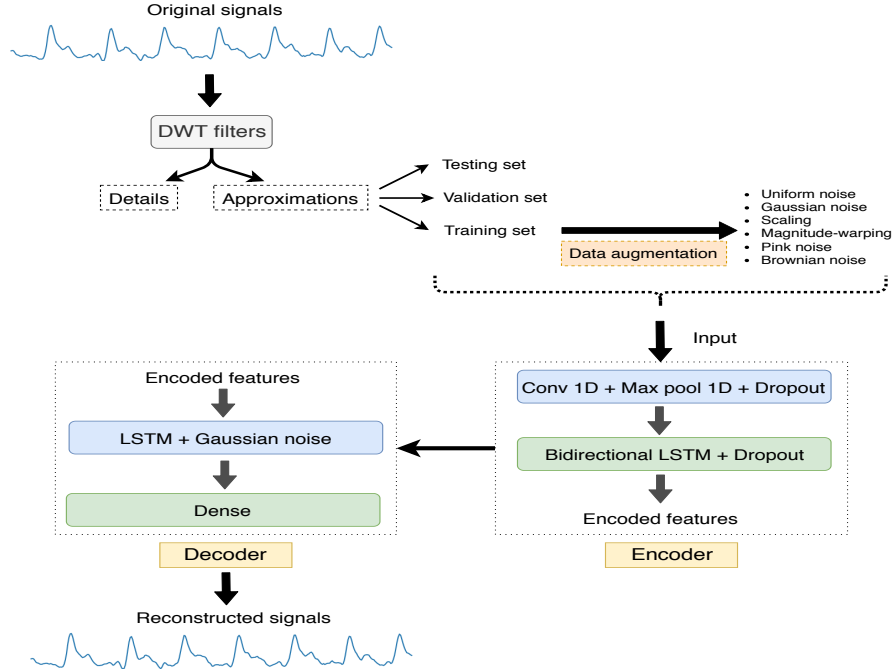 Original signals
DWT filters
Details
Approximations
Testing set
Validation set
Training set
Data augmentation
• Uniform noise
• Gaussian noise
• Scaling
• Magnitude-warping
• Pink noise
• Brownian noise
Input
Conv 1D + Max pool 1D + Dropout
Bidirectional LSTM + Dropout
Encoded features
Encoder
Encoded features
LSTM + Gaussian noise
Dense
Decoder
Reconstructed signals